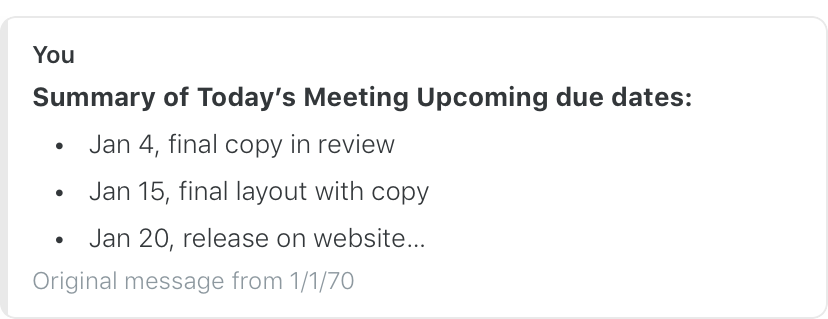 You
Summary of Today’s Meeting Upcoming due dates:
• Jan 4, final copy in review
• Jan 15, final layout with copy
• Jan 20, release on website...
Original message from 1/1/70